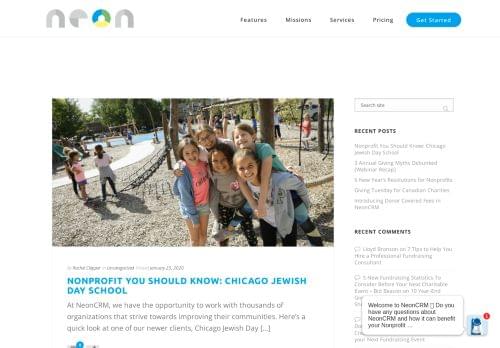 neon
Features
Missions
Services
Pricing
Get Started
Search site
RECENT POSTS
Nonprofit You Should Know: Chicago
Jewish Day School
3 Annual Giving Myths Debunked
(Webinar Recap)
5 New Year's Resolutions for Nonprofits
Giving Tuesday for Canadian Charities
Introducing Donor Covered Fees in
NeonCRM
RECENT COMMENTS
Lloyd Bronson on 7 Tips to Help You
Hire a Professional Fundraising
Consultant
5 New Fundraising Statistics To
Consider Before Your Next Charitable
Event – Bid Beacon on 10 Year-End
your Next Fundraising Event
By Rachel Clapper In Uncategorized Posted January 23, 2020
NONPROFIT YOU SHOULD KNOW: CHICAGO JEWISH
DAY SCHOOL
At NeonCRM, we have the opportunity to work with thousands of
organizations that strive towards improving their communities. Here's a
quick look at one of our newer clients, Chicago Jewish Day [...]
Welcome to NeonCRM Do you
have any questions about
NeonCRM and how it can benefit
your Nonprofit ...
1